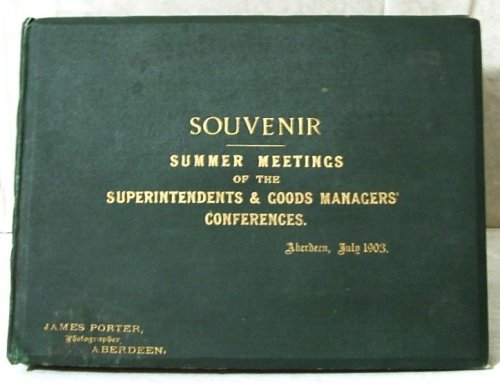 SOUVENIR
SUMMER MEETINGS
OF THE
SUPERINTENDENTS & GOODS MANAGERS'
CONFERENCES.
Aberdeen, July 1903.
JAMES PORTER,
Photographer
ABERDEEN.